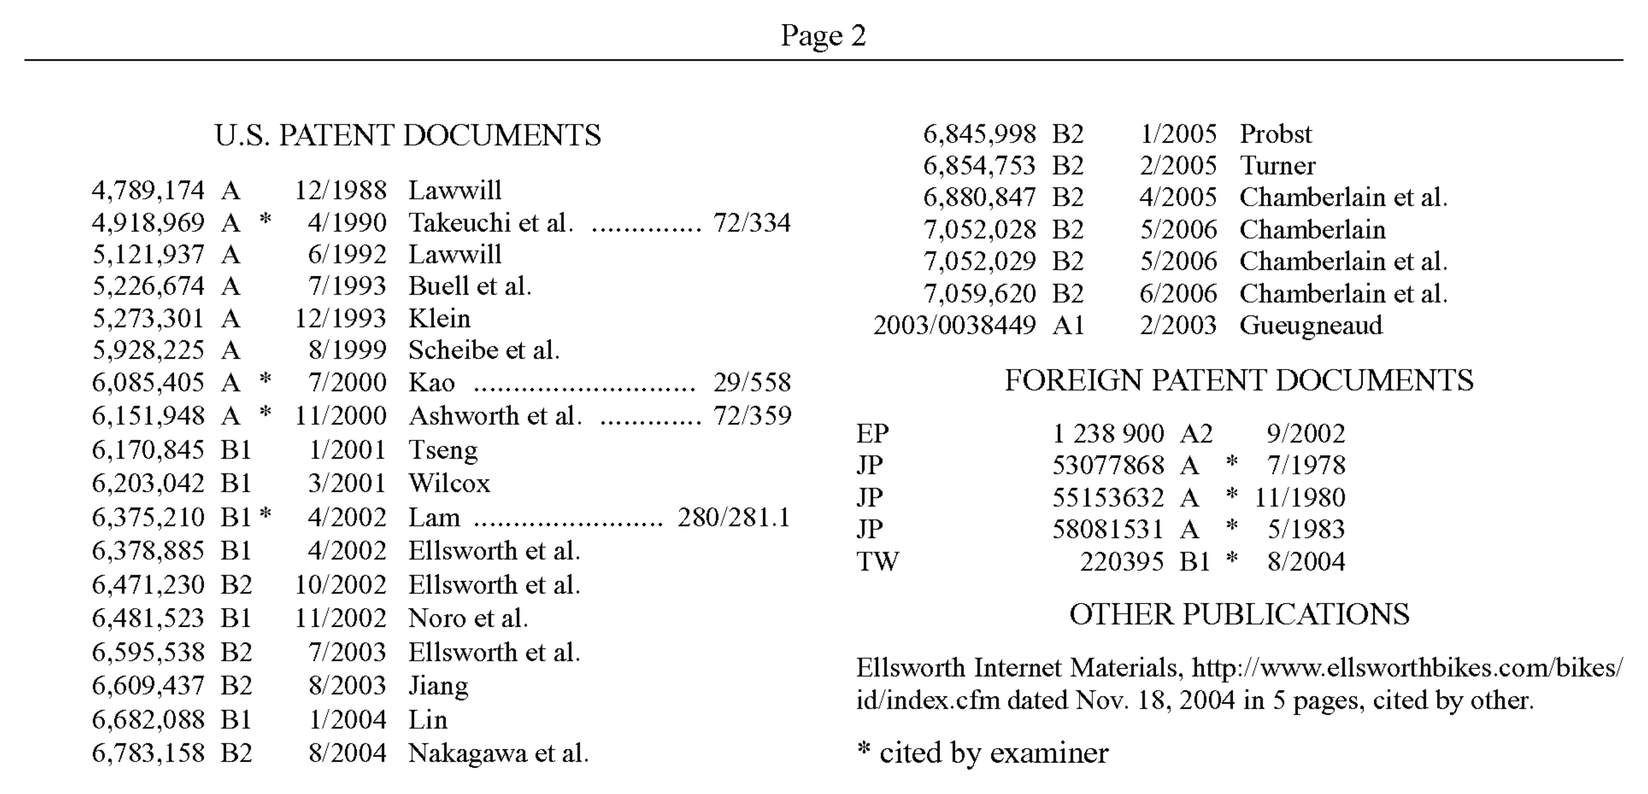 Page 2
U.S. PATENT DOCUMENTS
4,789,174 A 12/1988 Lawwill
4,918,969 A * 4/1990 Takeuchi et al. .............. 72/334
5,121,937 A 6/1992 Lawwill
5,226,674 A 7/1993 Buell et al.
5,273,301 A 12/1993 Klein
5,928,225 A 8/1999 Scheibe et al.
6,085,405 A * 7/2000 Kao ............................ 29/558
6,151,948 A * 11/2000 Ashworth et al. ............. 72/359
6,170,845 B1 1/2001 Tseng
6,203,042 B1 3/2001 Wilcox
6,375,210 B1 * 4/2002 Lam ........................ 280/281.1
6,378,885 B1 4/2002 Ellsworth et al.
6,471,230 B2 10/2002 Ellsworth et al.
6,481,523 B1 11/2002 Noro et al.
6,595,538 B2 7/2003 Ellsworth et al.
6,609,437 B2 8/2003 Jiang
6,682,088 B1 1/2004 Lin
6,783,158 B2 8/2004 Nakagawa et al.
6,845,998 B2 1/2005 Probst
6,854,753 B2 2/2005 Turner
6,880,847 B2 4/2005 Chamberlain et al.
7,052,028 B2 5/2006 Chamberlain
7,052,029 B2 5/2006 Chamberlain et al.
7,059,620 B2 6/2006 Chamberlain et al.
2003/0038449 A1 2/2003 Gueugneaud
FOREIGN PATENT DOCUMENTS
EP 1 238 900 A2 9/2002
JP 53077868 A * 7/1978
JP 55153632 A * 11/1980
JP 58081531 A * 5/1983
TW 220395 B1 * 8/2004
OTHER PUBLICATIONS
Ellsworth Internet Materials, http://www.ellsworthbikes.com/bikes/
id/index.cfm dated Nov. 18, 2004 in 5 pages, cited by other.
* cited by examiner